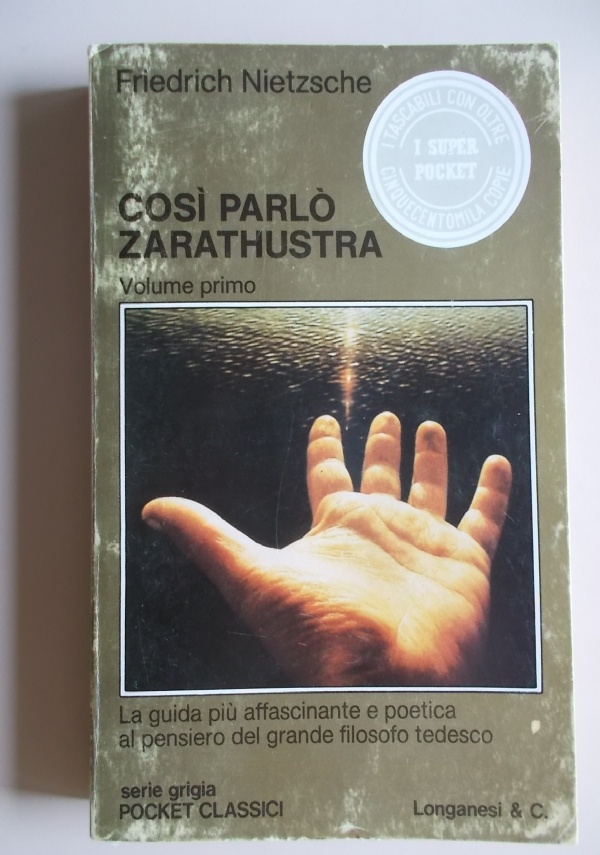 Friedrich Nietzsche
I TASCABILI CON OLTRE
I SUPER
POCKET
CINQUECENTOMILA COPIE
COSÌ PARLÒ
ZARATHUSTRA
Volume primo
La guida più affascinante e poetica
al pensiero del grande filosofo tedesco
serie grigia
POCKET CLASSICI
Longanesi & C.